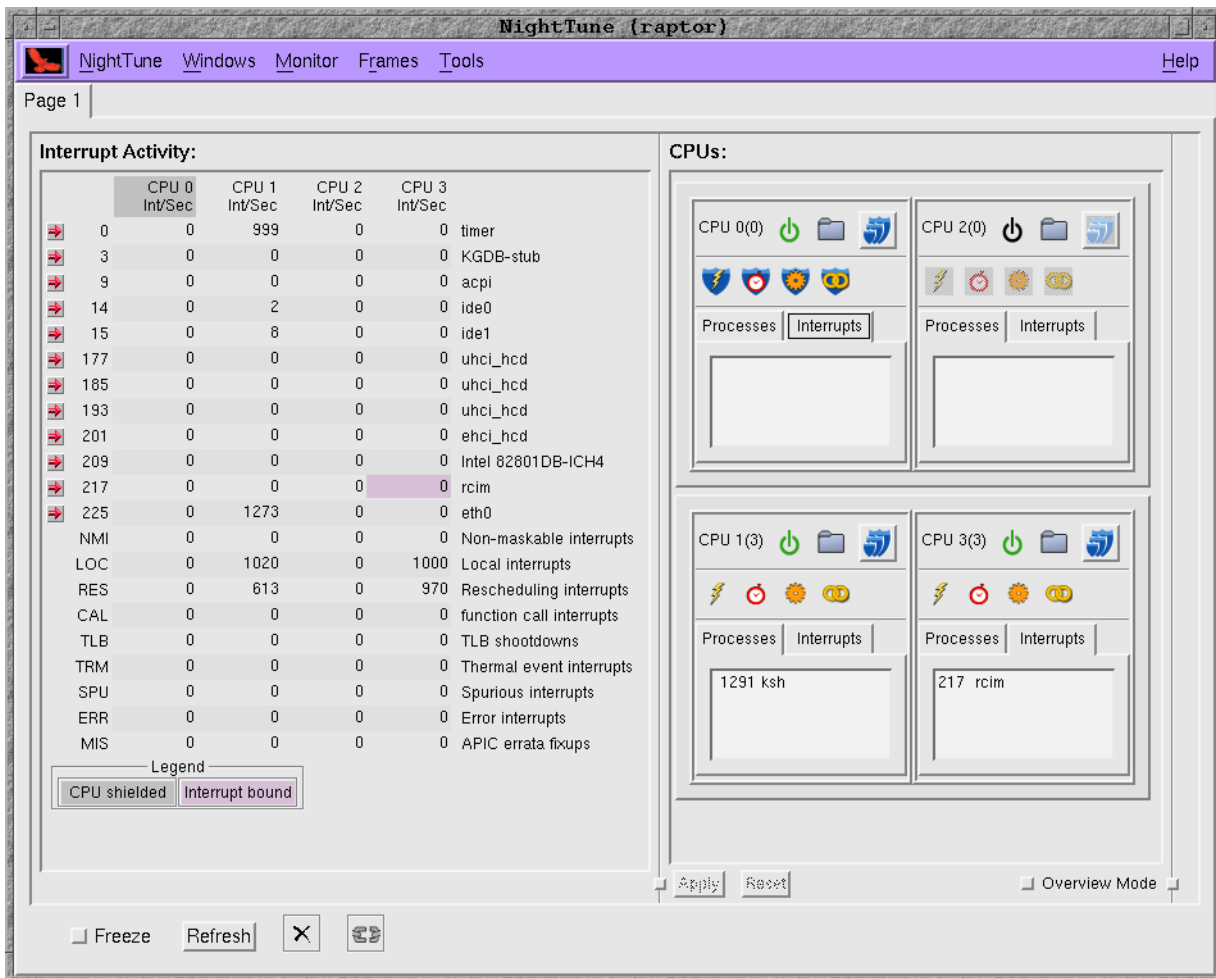 NightTune (raptor)
NightTune Windows Monitor Frames Tools Help
Page 1
Interrupt Activity:
CPU 0 CPU 1 CPU 2 CPU 3
Int/Sec Int/Sec Int/Sec Int/Sec
0 0 999 0 0 timer
3 0 0 0 0 KGDB-stub
9 0 0 0 0 acpi
14 0 2 0 0 ide0
15 0 8 0 0 ide1
177 0 0 0 0 uhci_hcd
185 0 0 0 0 uhci_hcd
193 0 0 0 0 uhci_hcd
201 0 0 0 0 ehci_hcd
209 0 0 0 0 Intel 82801DB-ICH4
217 0 0 0 0 rcim
225 0 1273 0 0 eth0
NMI 0 0 0 0 Non-maskable interrupts
LOC 0 1020 0 1000 Local interrupts
RES 0 613 0 970 Rescheduling interrupts
CAL 0 0 0 0 function call interrupts
TLB 0 0 0 0 TLB shootdowns
TRM 0 0 0 0 Thermal event interrupts
SPU 0 0 0 0 Spurious interrupts
ERR 0 0 0 0 Error interrupts
MIS 0 0 0 0 APIC errata fixups
Legend
CPU shielded Interrupt bound
CPUs:
CPU 0(0)
Processes Interrupts
CPU 2(0)
Processes Interrupts
CPU 1(3)
Processes Interrupts
1291 ksh
CPU 3(3)
Processes Interrupts
217 rcim
Apply Reset Overview Mode
Freeze Refresh